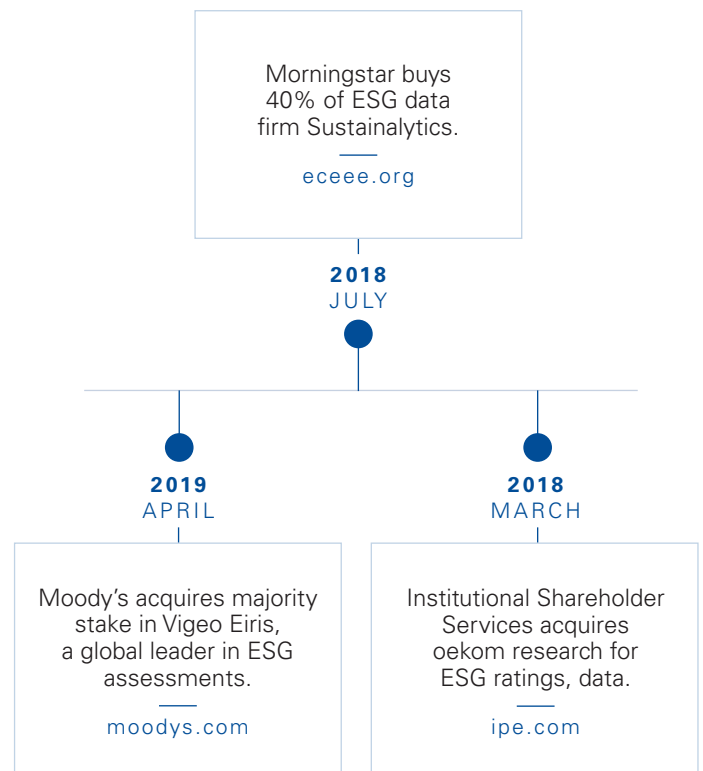 Morningstar buys
40% of ESG data
firm Sustainalytics.
eceee.org
2018
JULY
2019
APRIL
Moody's acquires majority
stake in Vigeo Eiris,
a global leader in ESG
assessments.
moodys.com
2018
MARCH
Institutional Shareholder
Services acquires
oekom research for
ESG ratings, data.
ipe.com